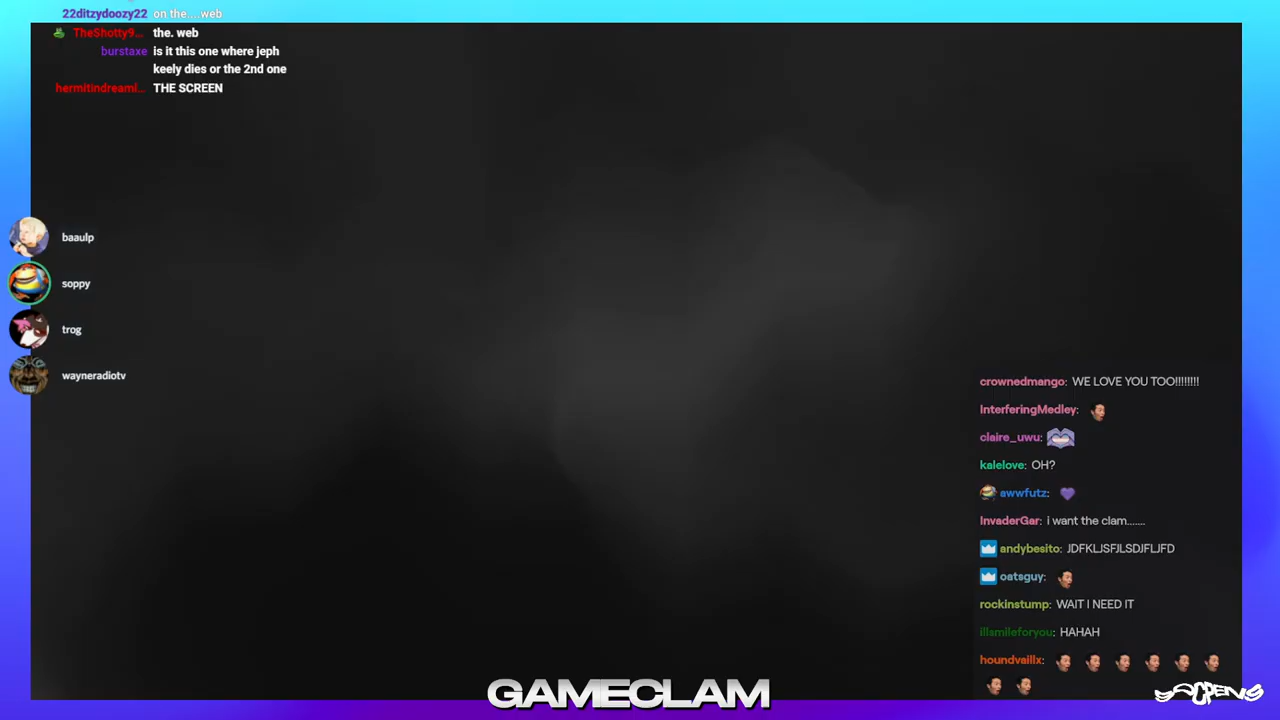 22ditzydoozy22 on the....web
TheShotty9... the. web
burstaxe is it this one where jeph
keely dies or the 2nd one
hermitindreaml... THE SCREEN
baaulp
soppy
trog
wayneradiotv
crownedmango: WE LOVE YOU TOO!!!!!!!!
InterferingMedley:
claire_uwu:
kalelove: OH?
awwfutz:
InvaderGar: i want the clam.......
andybesito: JDFKLJSFJLSDJFLJFD
oatsguy:
rockinstump: WAIT I NEED IT
illsmileforyou: HAHAH
houndvaillx:
GAMECLAM